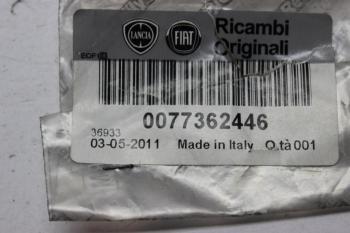 LANCIA FIAT Ricambi
Originali
0077362446
36933
03-05-2011 Made in Italy Q.tà 001